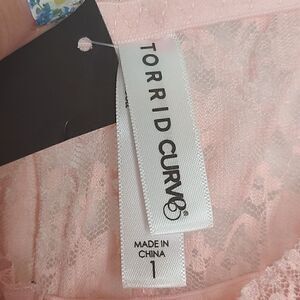 TORRID CURVE®
MADE IN
CHINA
1